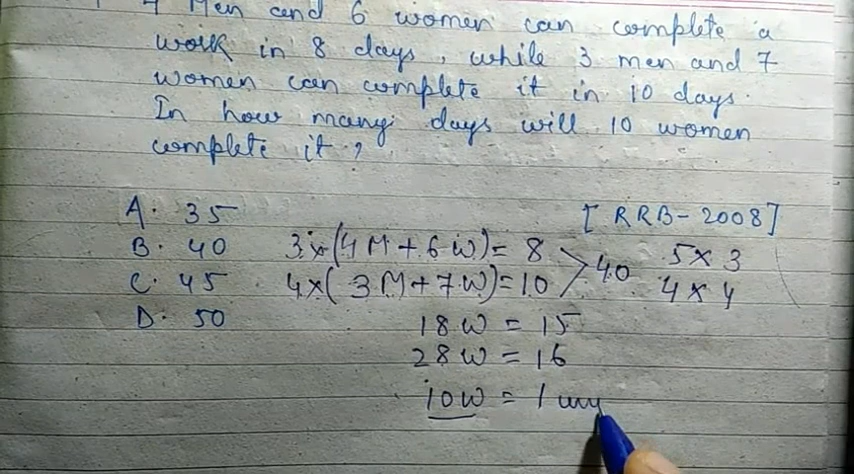 4 Men and 6 women can complete a
work in 8 days, while 3 men and 7
women can complete it in 10 days.
In how many days will 10 women
complete it ?
[RRB-2008]
A. 35
B. 40
C. 45
D. 50
3×(4M+6W)= 8
4×( 3M+7W)=10
40
5×3
4×4
18W = 15
28W = 16
10W = 1